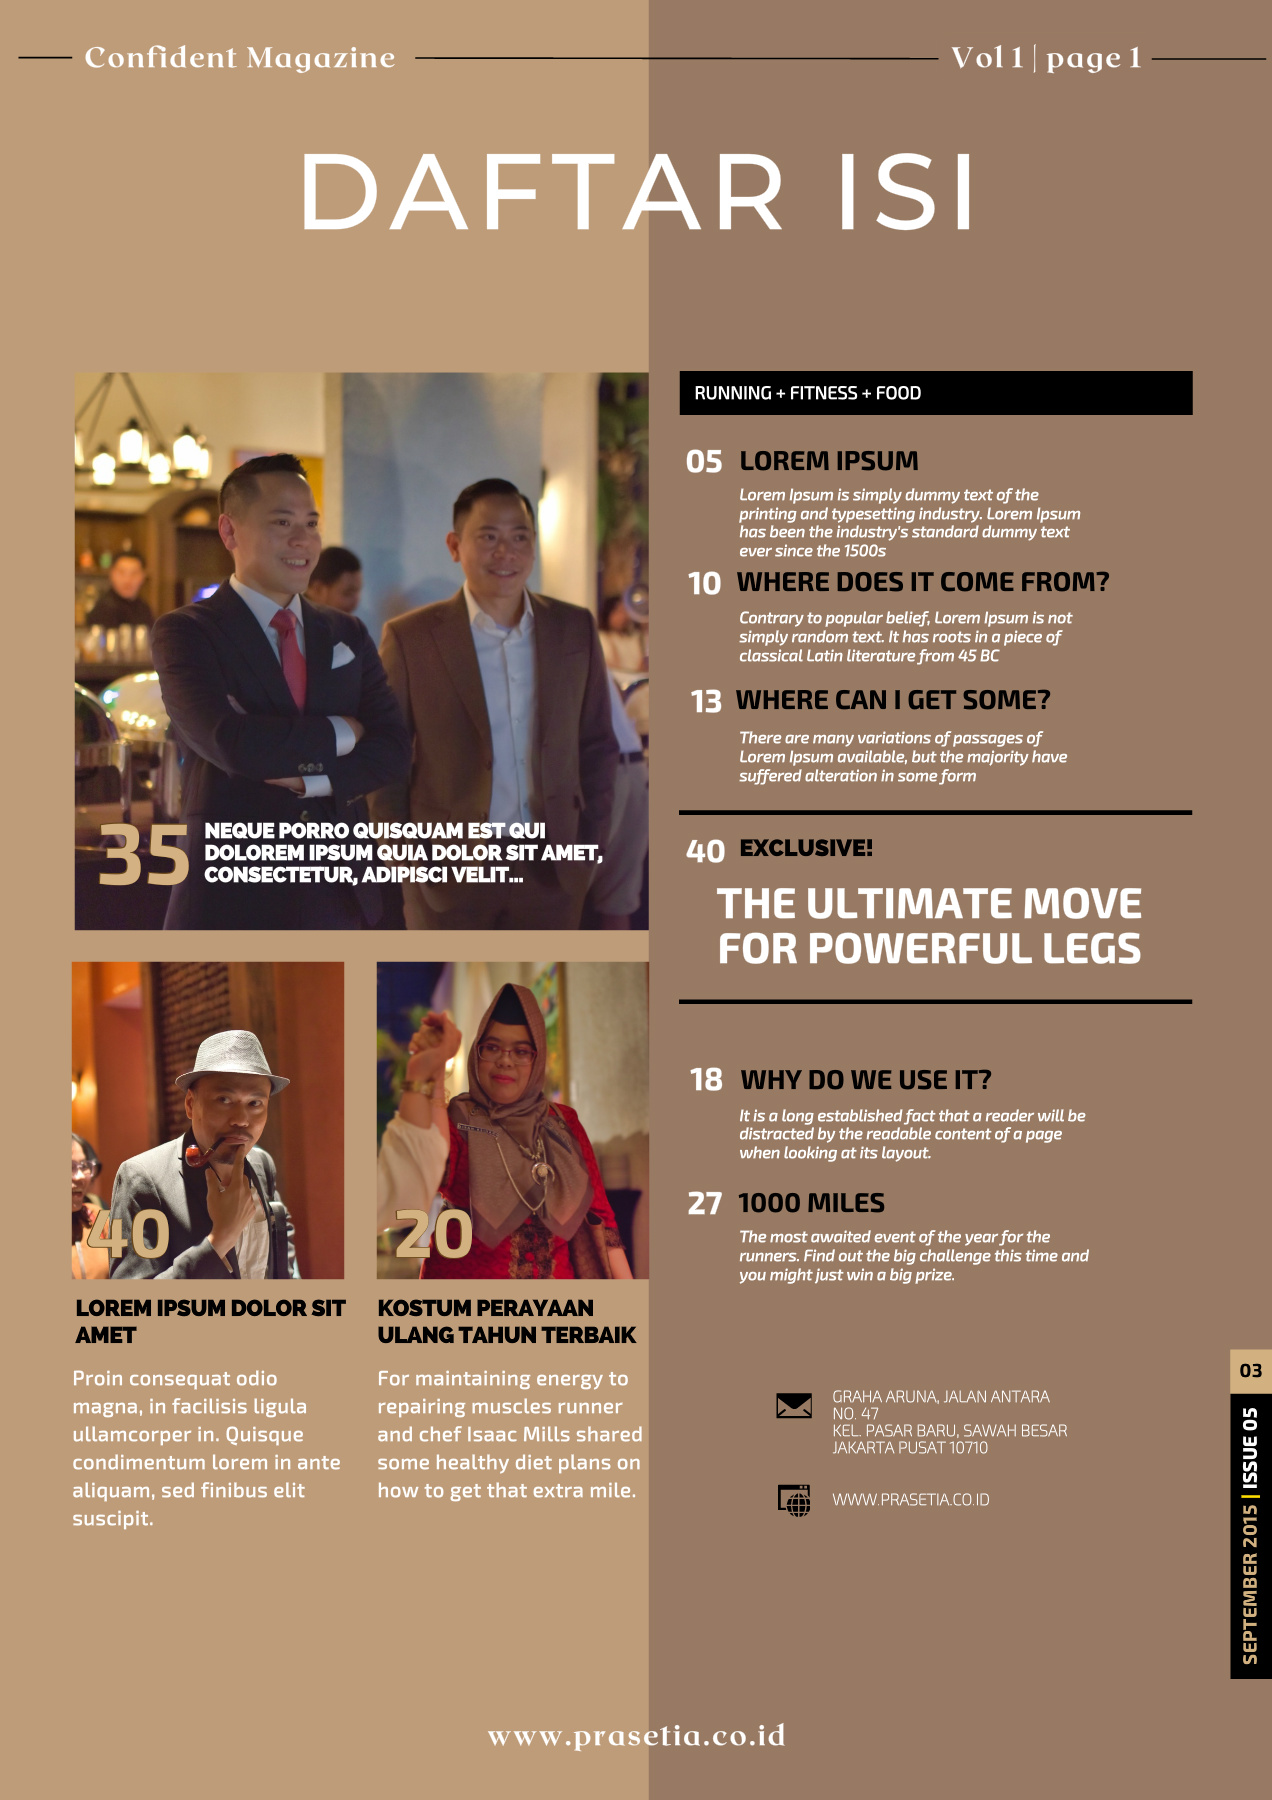 Confident Magazine
Vol 1 | page 1
DAFTAR ISI
35
NEQUE PORRO QUISQUAM EST QUI
DOLOREM IPSUM QUIA DOLOR SIT AMET,
CONSECTETUR, ADIPISCI VELIT...
40
LOREM IPSUM DOLOR SIT
AMET
Proin consequat odio
magna, in facilisis ligula
ullamcorper in. Quisque
condimentum lorem in ante
aliquam, sed finibus elit
suscipit.
20
KOSTUM PERAYAAN
ULANG TAHUN TERBAIK
For maintaining energy to
repairing muscles runner
and chef Isaac Mills shared
some healthy diet plans on
how to get that extra mile.
RUNNING + FITNESS + FOOD
05 LOREM IPSUM
Lorem Ipsum is simply dummy text of the
printing and typesetting industry. Lorem Ipsum
has been the industry's standard dummy text
ever since the 1500s
10 WHERE DOES IT COME FROM?
Contrary to popular belief, Lorem Ipsum is not
simply random text. It has roots in a piece of
classical Latin literature from 45 BC
13 WHERE CAN I GET SOME?
There are many variations of passages of
Lorem Ipsum available, but the majority have
suffered alteration in some form
40 EXCLUSIVE!
THE ULTIMATE MOVE
FOR POWERFUL LEGS
18 WHY DO WE USE IT?
It is a long established fact that a reader will be
distracted by the readable content of a page
when looking at its layout.
27 1000 MILES
The most awaited event of the year for the
runners. Find out the big challenge this time and
you might just win a big prize.
GRAHA ARUNA, JALAN ANTARA
NO. 47
KEL. PASAR BARU, SAWAH BESAR
JAKARTA PUSAT 10710
WWW.PRASETIA.CO.ID
03
SEPTEMBER 2015 | ISSUE 05
www.prasetia.co.id